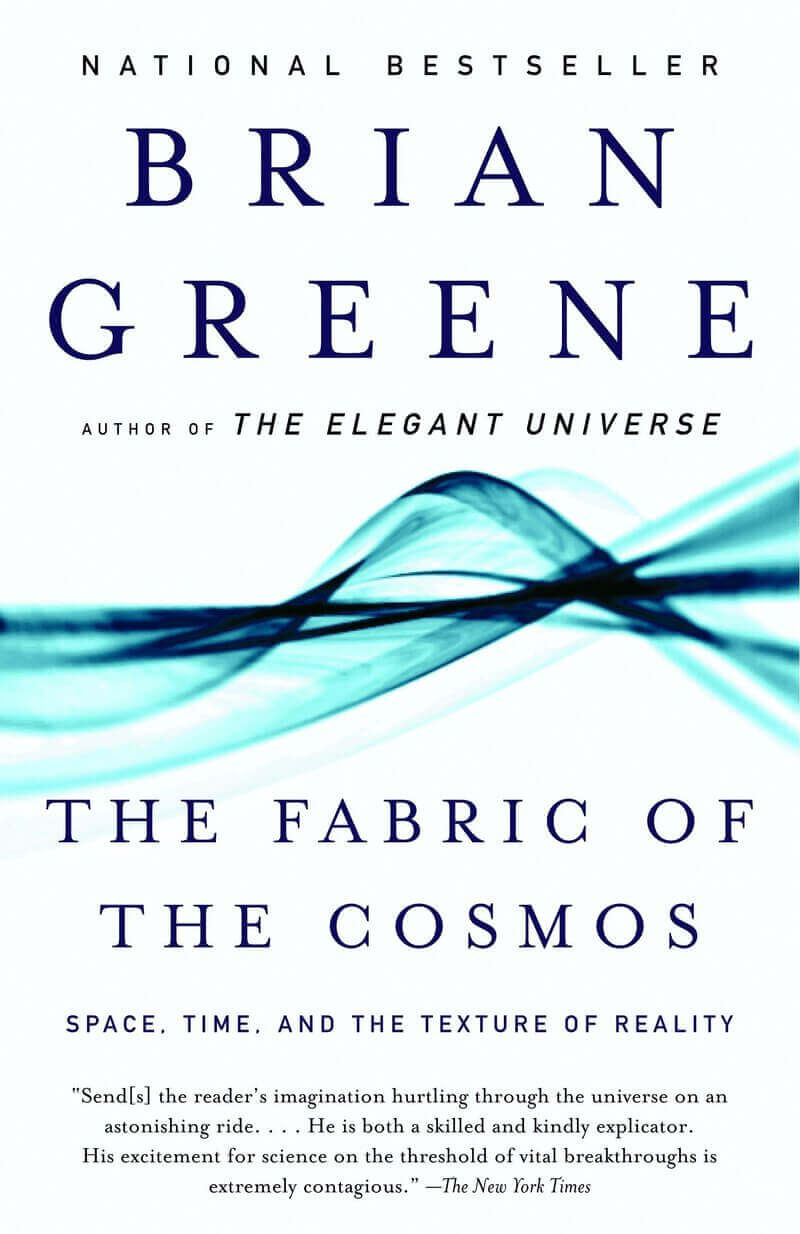 NATIONAL BESTSELLER
BRIAN
GREENE
AUTHOR OF THE ELEGANT UNIVERSE
THE FABRIC OF
THE COSMOS
SPACE, TIME, AND THE TEXTURE OF REALITY
"Send[s] the reader's imagination hurtling through the universe on an
astonishing ride. . . . He is both a skilled and kindly explicator.
His excitement for science on the threshold of vital breakthroughs is
extremely contagious." —The New York Times